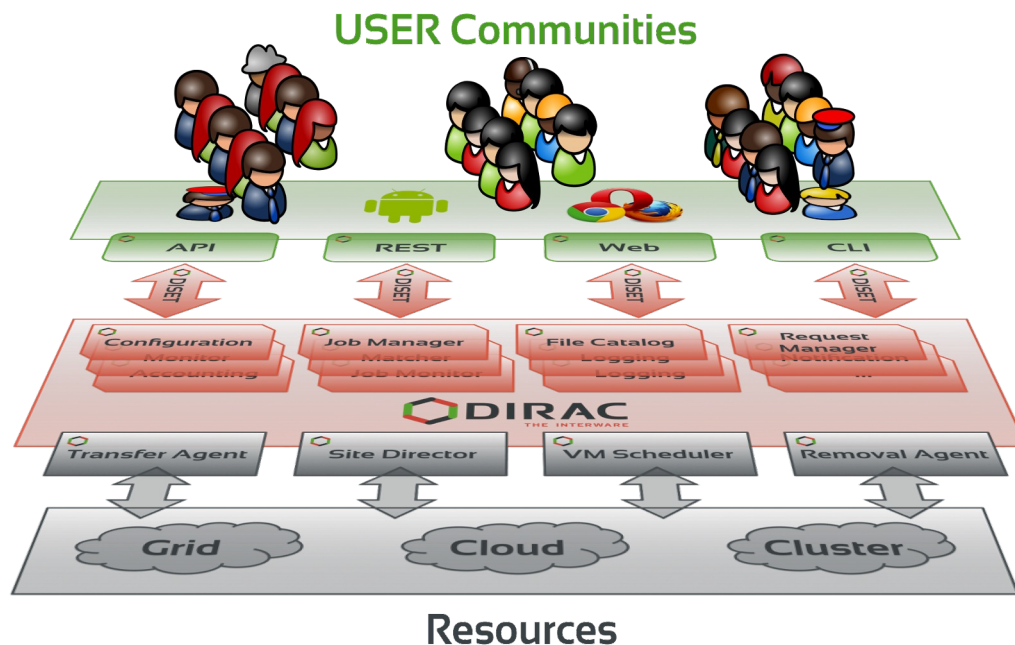 USER Communities
API
REST
Web
CLI
DISET
DISET
DISET
DISET
Configuration
Monitor
Accounting
Job Manager
Matcher
Job Monitor
File Catalog
Logging
Logging
Request
Manager
Notification
...
DIRAC
THE INTERWARE
Transfer Agent
Site Director
VM Scheduler
Removal Agent
Grid
Cloud
Cluster
Resources